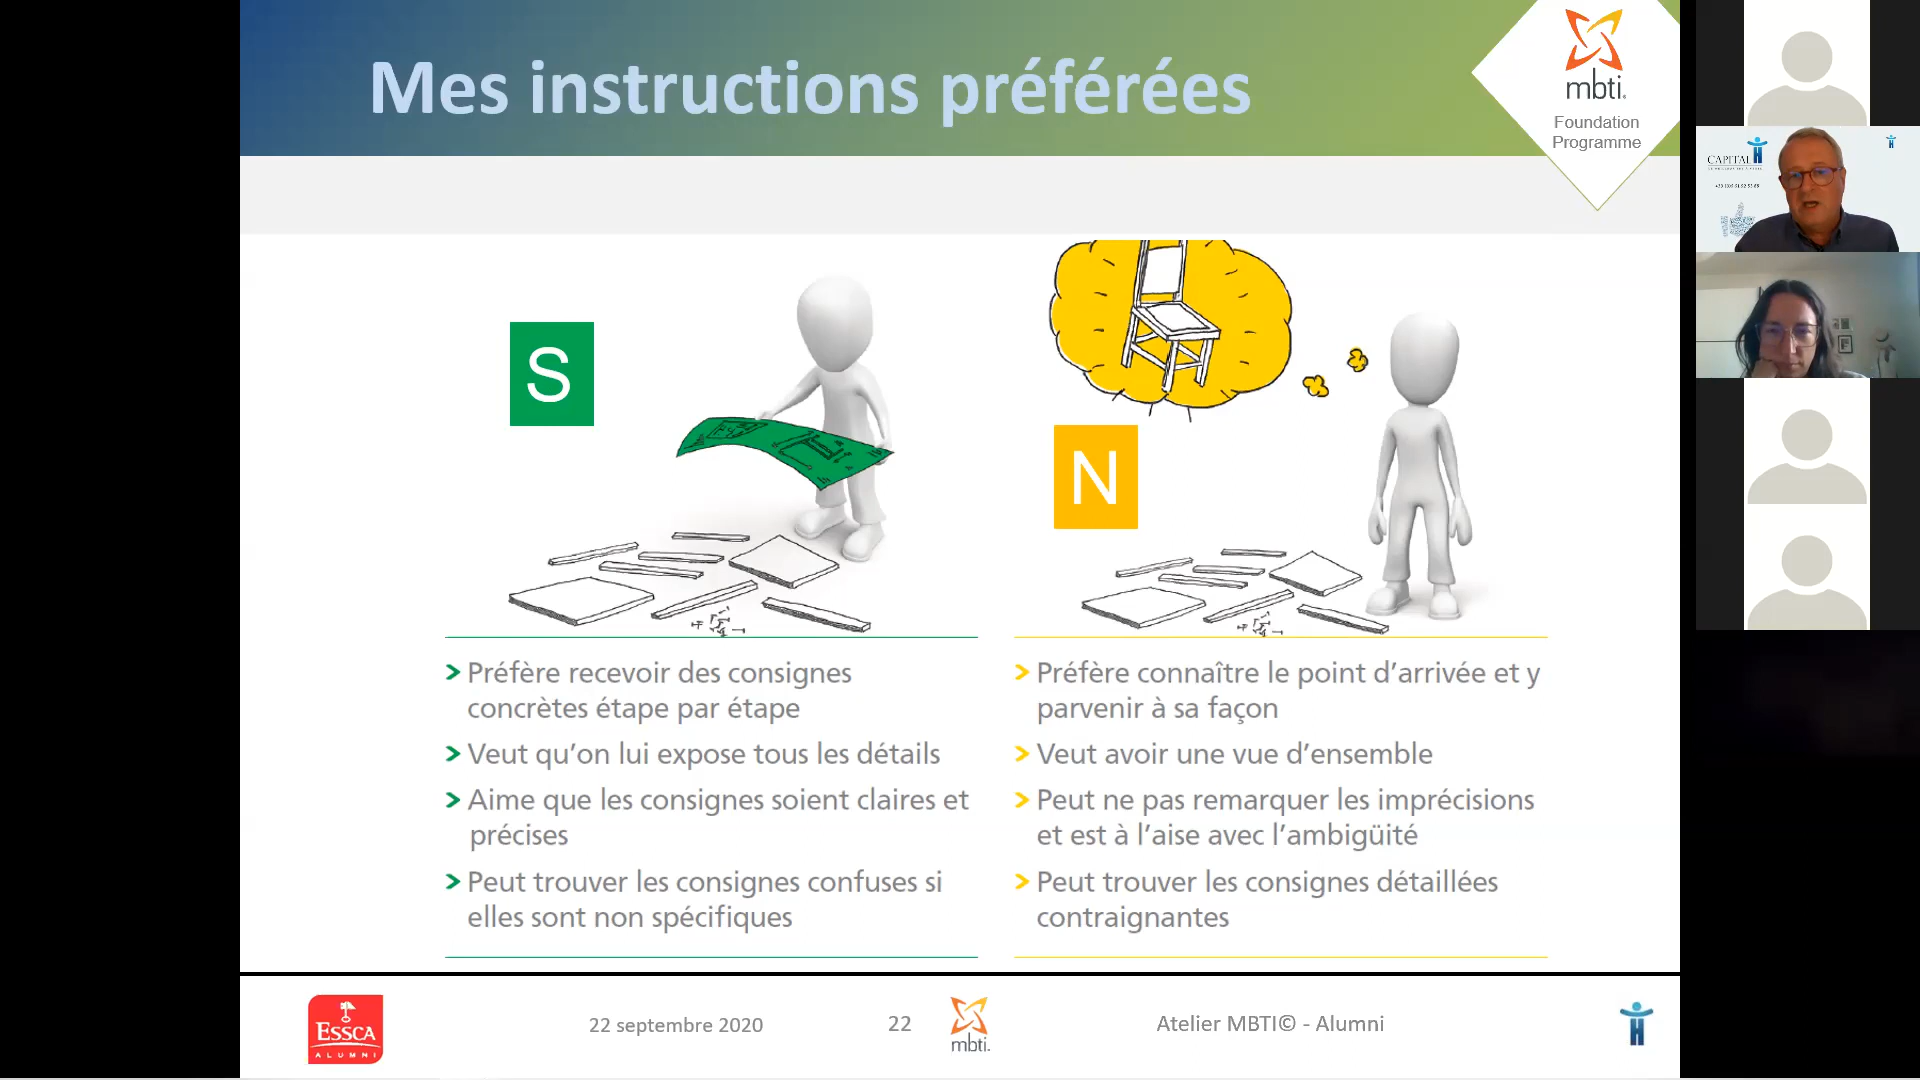 Mes instructions préférées
mbti
Foundation
Programme
CAPITAL
S
N
Préfère recevoir des consignes
concrètes étape par étape
Veut qu’on lui expose tous les détails
Aime que les consignes soient claires et
précises
Peut trouver les consignes confuses si
elles sont non spécifiques
Préfère connaître le point d’arrivée et y
parvenir à sa façon
Veut avoir une vue d’ensemble
Peut ne pas remarquer les imprécisions
et est à l’aise avec l’ambigüité
Peut trouver les consignes détaillées
contraignantes
ESSCA
ALUMNI
22 septembre 2020
22
mbti.
Atelier MBTI© - Alumni